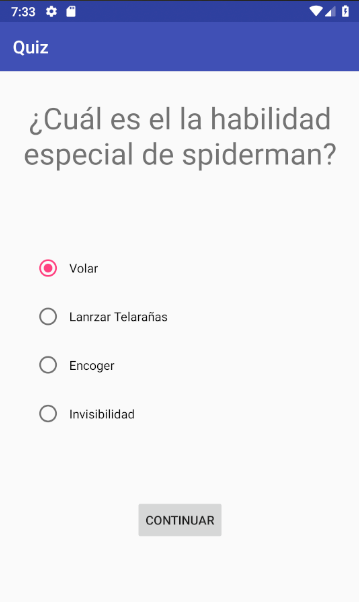 7:33
Quiz
¿Cuál es el la habilidad
especial de spiderman?
Volar
Lanrzar Telarañas
Encoger
Invisibilidad
CONTINUAR